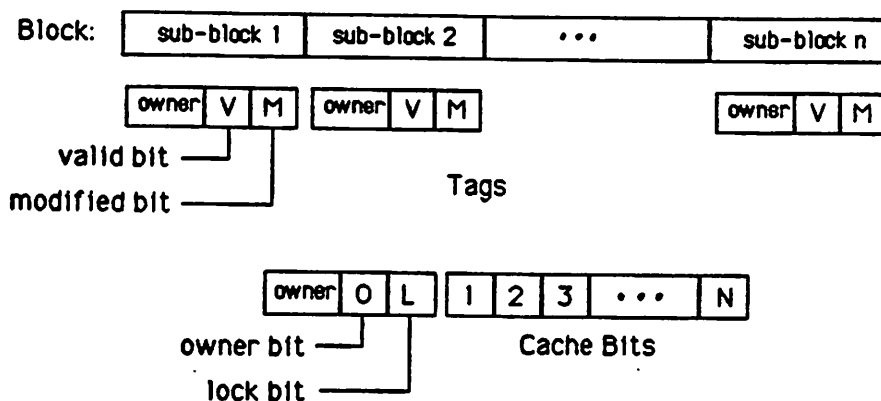 Block: sub-block 1 sub-block 2 ... sub-block n
owner V M owner V M owner V M
valid bit
modified bit
Tags
owner O L 1 2 3 ... N
owner bit
Cache Bits
lock bit